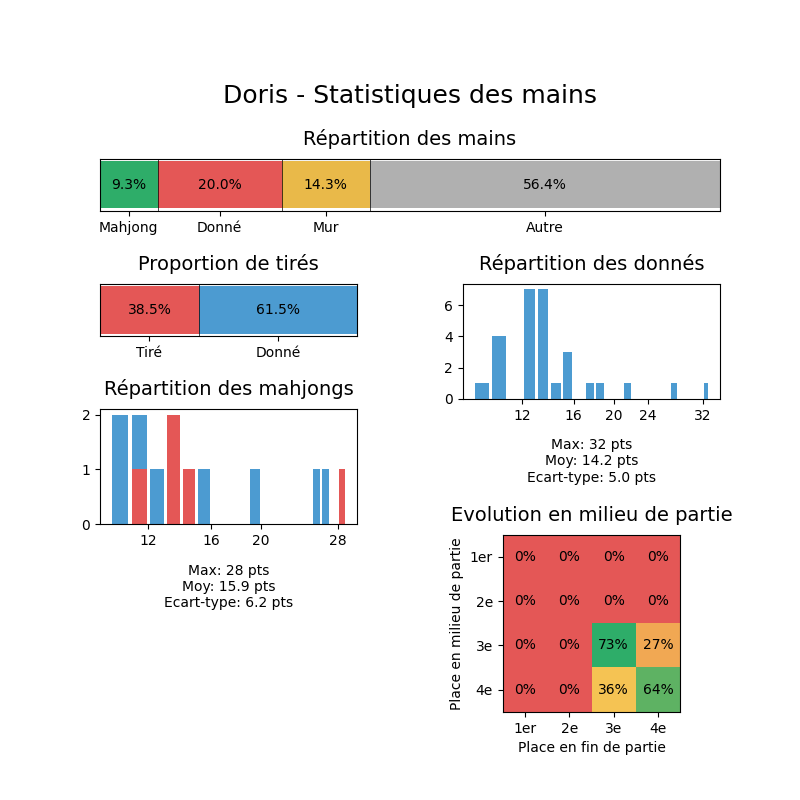 Doris - Statistiques des mains
Répartition des mains
9.3% 20.0% 14.3% 56.4%
Mahjong Donné Mur Autre
Proportion de tirés
38.5% 61.5%
Tiré Donné
Répartition des donnés
6
4
2
0
12 16 20 24 32
Max: 32 pts
Moy: 14.2 pts
Ecart-type: 5.0 pts
Répartition des mahjongs
2
1
0
12 16 20 28
Max: 28 pts
Moy: 15.9 pts
Ecart-type: 6.2 pts
Evolution en milieu de partie
Place en milieu de partie
1er 0% 0% 0% 0%
2e 0% 0% 0% 0%
3e 0% 0% 73% 27%
4e 0% 0% 36% 64%
1er 2e 3e 4e
Place en fin de partie